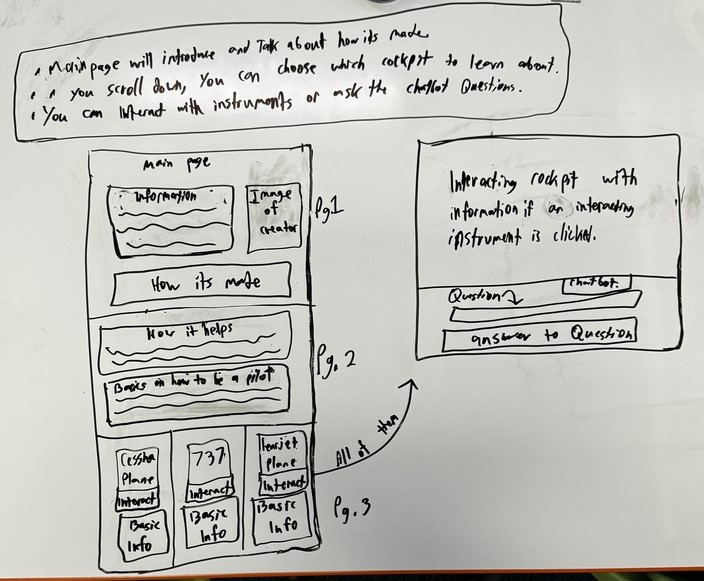 • Main page will introduce and Talk about how its made
• you scroll down, You can choose which cockpit to learn about.
• You can Interact with instruments or ask the chatbot Questions.
main page
Information
Image
of
creator
Pg1
How its made
How it helps
Basics on how to be a pilot
Pg. 2
Cessna
Plane
Interact
Basic
Info
737
Interact
Basic
Info
Learjet
Plane
Interact
Basic
Info
Pg. 3
All of them
Interacting cockpit with
information if an interacting
instrument is clicked.
chatbot.
Question
answer to Question